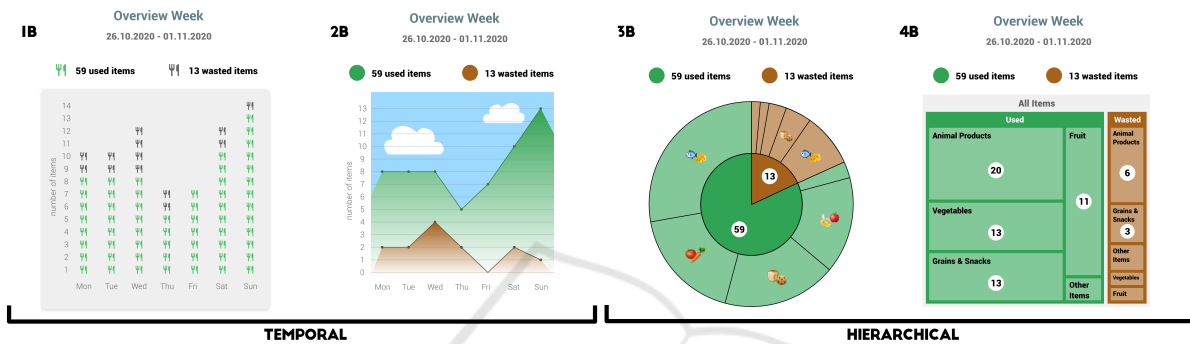 1B
Overview Week
26.10.2020 - 01.11.2020
59 used items
13 wasted items
number of items
14
12
11
10
9
8
7
6
5
4
3
2
1
Mon Tue Wed Thu Fri Sat Sun
2B
Overview Week
26.10.2020 - 01.11.2020
59 used items
13 wasted items
number of items
13
11
10
9
8
7
6
5
4
3
2
1
0
Mon Tue Wed Thu Fri Sat Sun
TEMPORAL
3B
Overview Week
26.10.2020 - 01.11.2020
59 used items
13 wasted items
13
59
4B
Overview Week
26.10.2020 - 01.11.2020
59 used items
13 wasted items
All Items
Used
Animal Products
20
Vegetables
13
Grains & Snacks
13
Fruit
11
Other
Items
Wasted
Animal
Products
6
Grains &
Snacks
3
Other
Items
Vegetables
Fruit
HIERARCHICAL